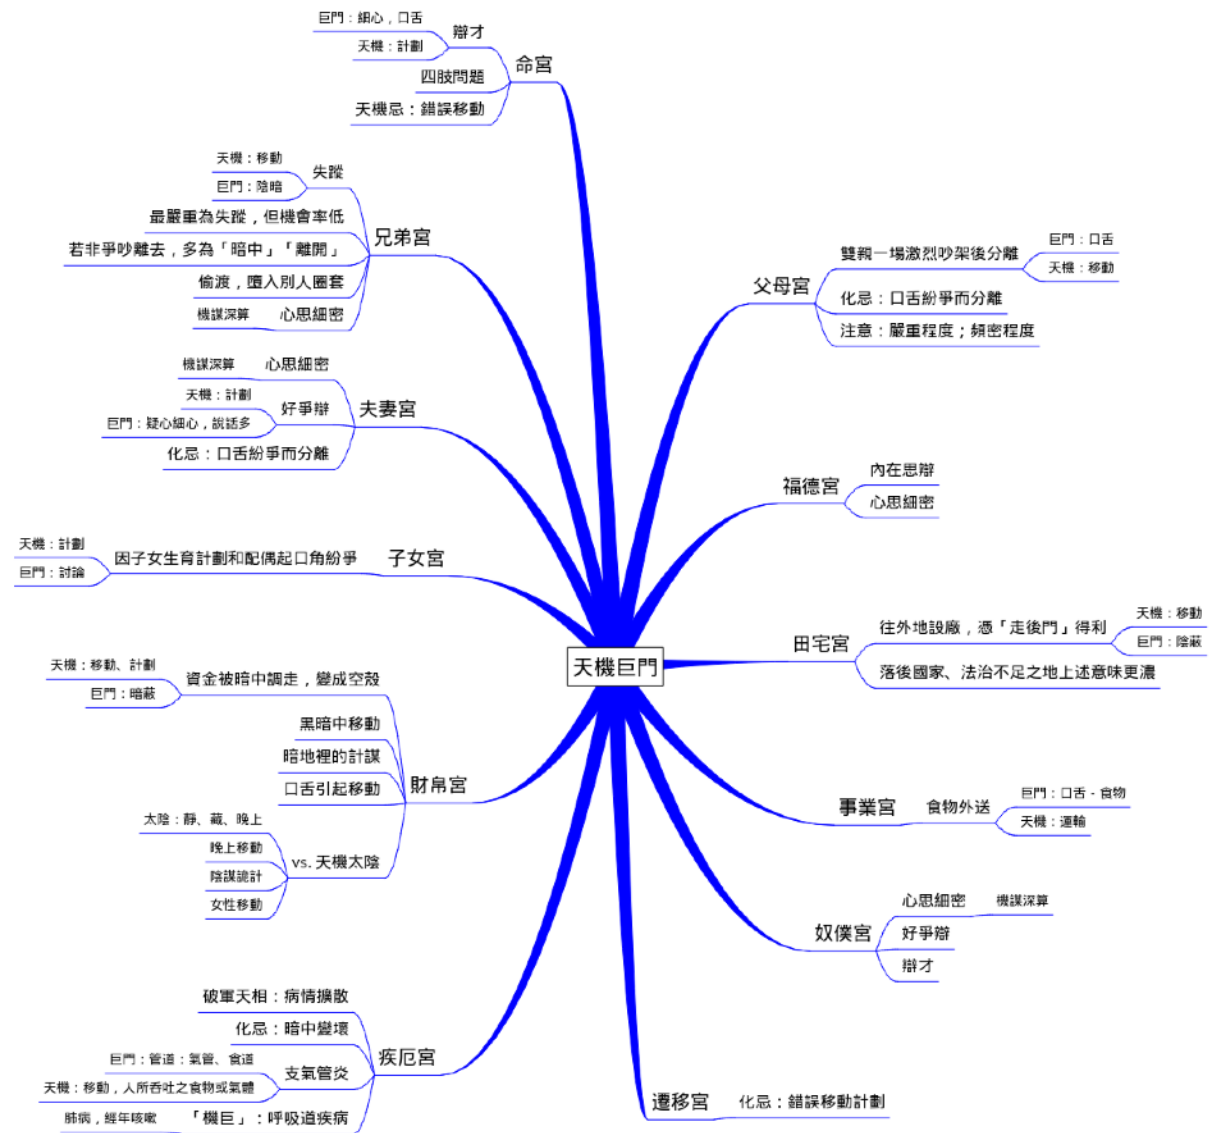 天機巨門
命宮
辯才
巨門：細心，口舌
天機：計劃
四肢問題
天機忌：錯誤移動
兄弟宮
失蹤
天機：移動
巨門：陰暗
最嚴重為失蹤，但機會率低
若非爭吵離去，多為「暗中」「離開」
偷渡，墮入別人圈套
心思細密
機謀深算
夫妻宮
心思細密
機謀深算
好爭辯
天機：計劃
巨門：疑心細心，說話多
化忌：口舌紛爭而分離
子女宮
因子女生育計劃和配偶起口角紛爭
天機：計劃
巨門：討論
財帛宮
資金被暗中調走，變成空殼
天機：移動、計劃
巨門：暗蔽
黑暗中移動
暗地裡的計謀
口舌引起移動
vs. 天機太陰
太陰：靜、藏、晚上
晚上移動
陰謀詭計
女性移動
疾厄宮
破軍天相：病情擴散
化忌：暗中變壞
支氣管炎
巨門：管道：氣管、食道
天機：移動，人所吞吐之食物或氣體
「機巨」：呼吸道疾病
肺病，經年咳嗽
父母宮
雙親一場激烈吵架後分離
巨門：口舌
天機：移動
化忌：口舌紛爭而分離
注意：嚴重程度；頻密程度
福德宮
內在思辯
心思細密
田宅宮
往外地設廠，憑「走後門」得利
天機：移動
巨門：陰蔽
落後國家、法治不足之地上述意味更濃
事業宮
食物外送
巨門：口舌 - 食物
天機：運輸
奴僕宮
心思細密
機謀深算
好爭辯
辯才
遷移宮
化忌：錯誤移動計劃